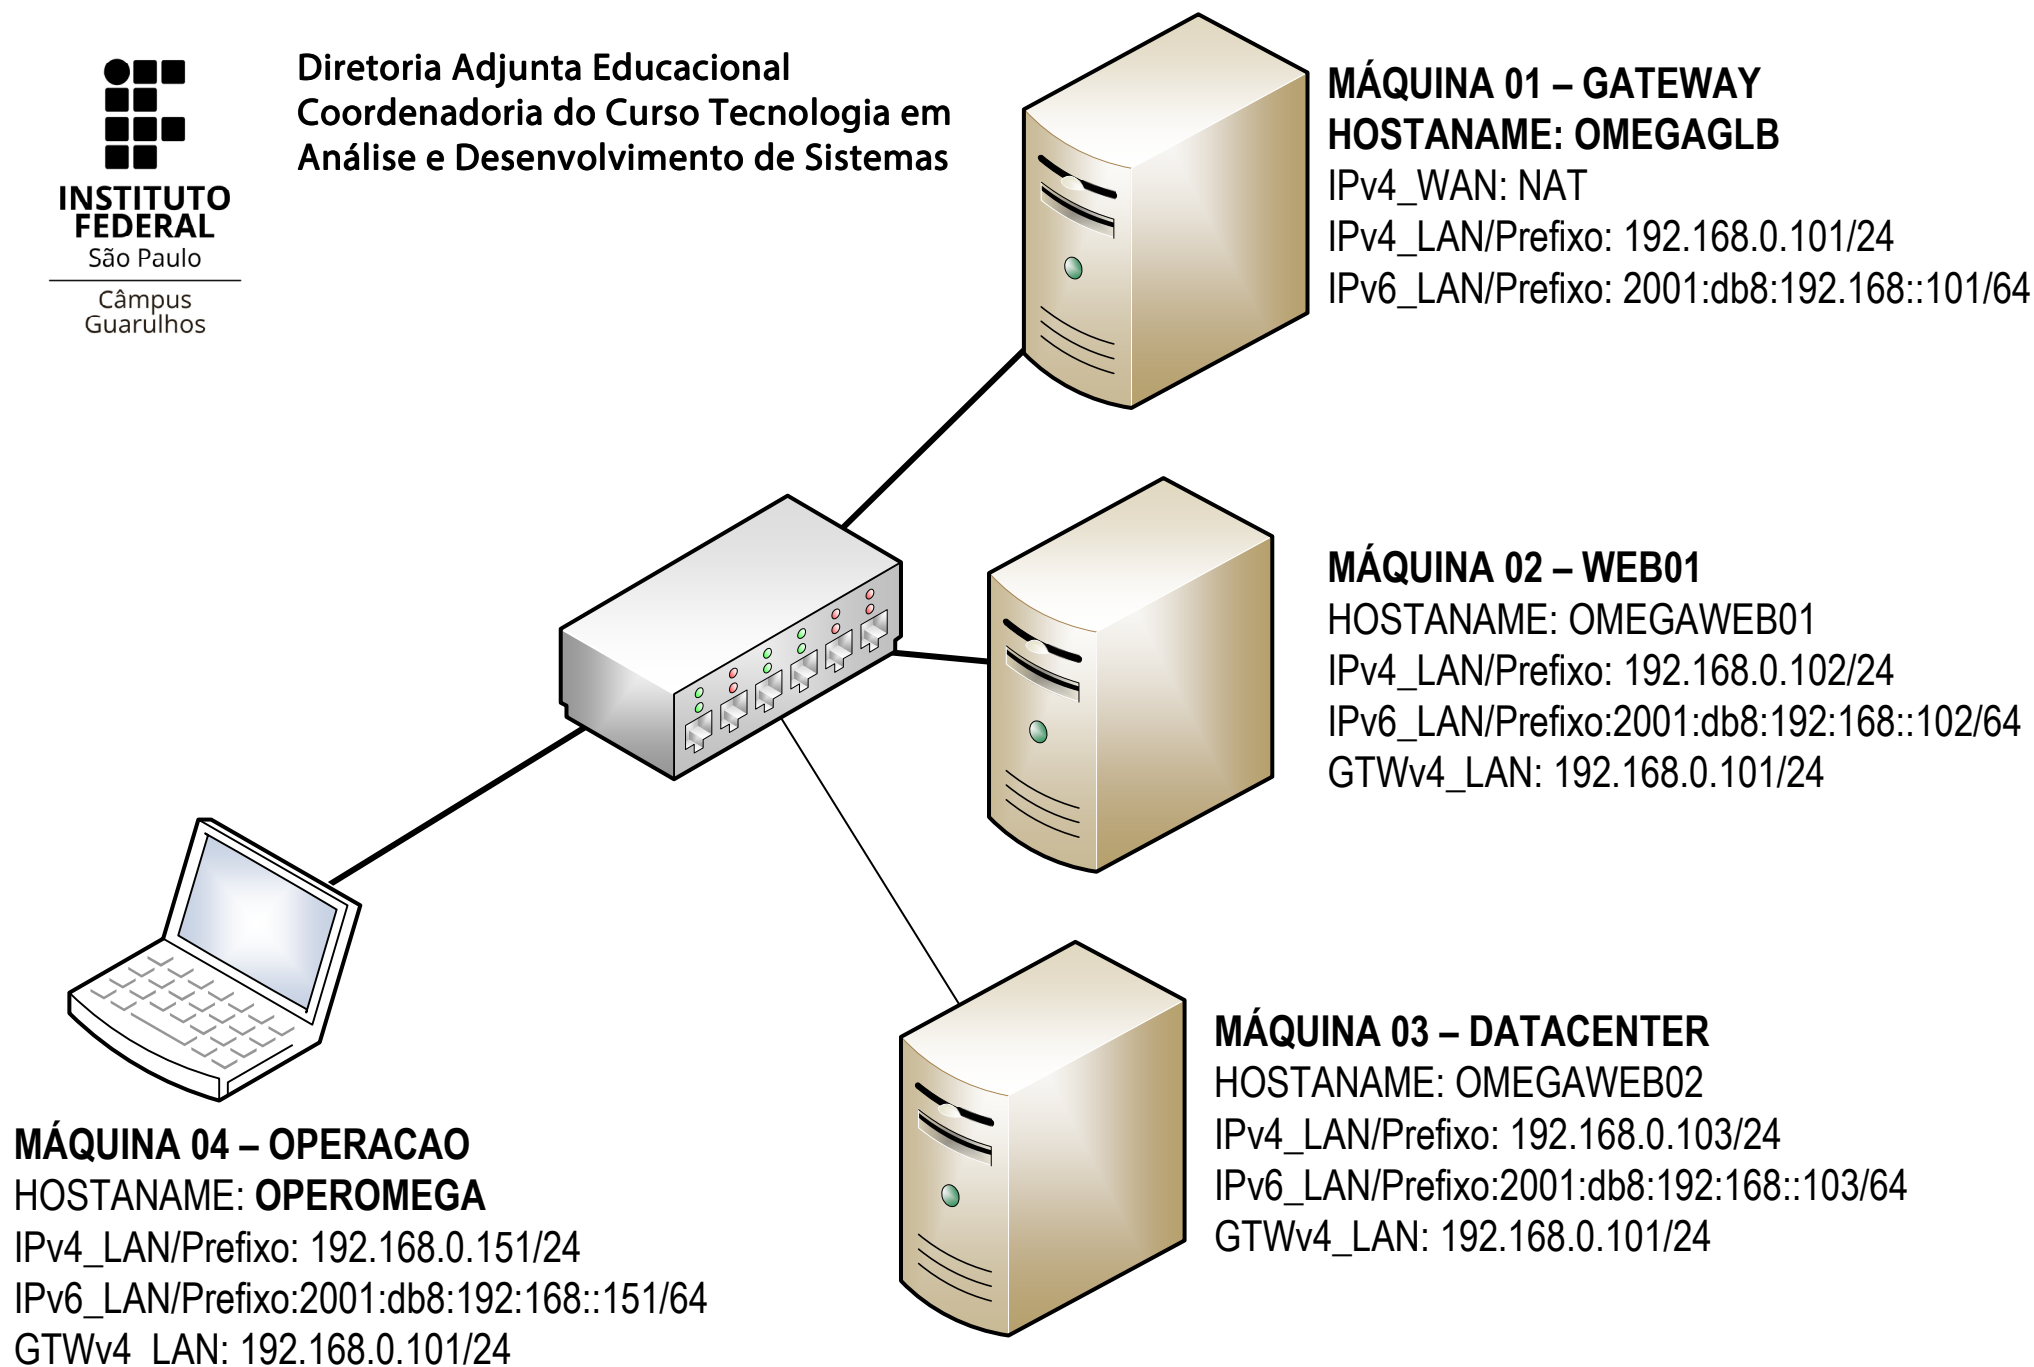 INSTITUTO
FEDERAL
São Paulo
Câmpus
Guarulhos
Diretoria Adjunta Educacional
Coordenadoria do Curso Tecnologia em
Análise e Desenvolvimento de Sistemas
MÁQUINA 01 – GATEWAY
HOSTANAME: OMEGAGLB
IPv4_WAN: NAT
IPv4_LAN/Prefixo: 192.168.0.101/24
IPv6_LAN/Prefixo: 2001:db8:192.168::101/64
MÁQUINA 02 – WEB01
HOSTANAME: OMEGAWEB01
IPv4_LAN/Prefixo: 192.168.0.102/24
IPv6_LAN/Prefixo:2001:db8:192:168::102/64
GTWv4_LAN: 192.168.0.101/24
MÁQUINA 03 – DATACENTER
HOSTANAME: OMEGAWEB02
IPv4_LAN/Prefixo: 192.168.0.103/24
IPv6_LAN/Prefixo:2001:db8:192:168::103/64
GTWv4_LAN: 192.168.0.101/24
MÁQUINA 04 – OPERACAO
HOSTANAME: OPEROMEGA
IPv4_LAN/Prefixo: 192.168.0.151/24
IPv6_LAN/Prefixo:2001:db8:192:168::151/64
GTWv4_LAN: 192.168.0.101/24